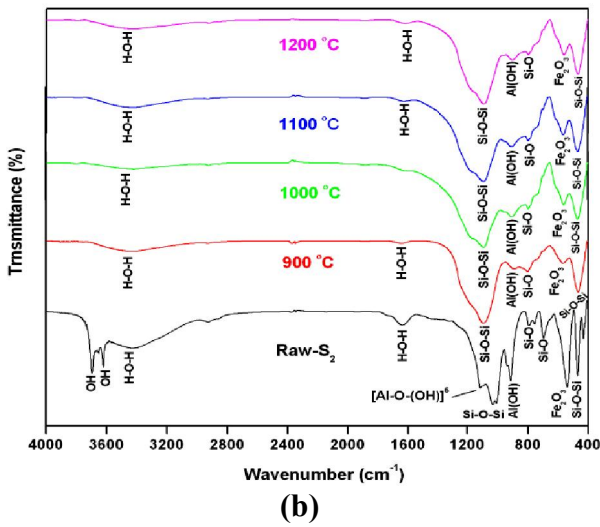 Trnsmittance (%)
1200 °C
H-O-H
H-O-H
Si-O-Si
Al(OH)
Si-O
Fe2O3
Si-O-Si
1100 °C
H-O-H
H-O-H
Si-O-Si
Al(OH)
Si-O
Fe2O3
Si-O-Si
1000 °C
H-O-H
Si-O-Si
Al(OH)
Si-O
Fe2O3
Si-O-Si
900 °C
H-O-H
H-O-H
Si-O-Si
Al(OH)
Si-O
Fe2O3
Si-O-Si
Raw-S2
OH
OH
H-O-H
H-O-H
[Al-O-(OH)]6
Si-O-Si
Al(OH)
Si-O
Si-O
Fe2O3
Si-O-Si
4000 3600 3200 2800 2400 2000 1600 1200 800 400
Wavenumber (cm-1)
(b)